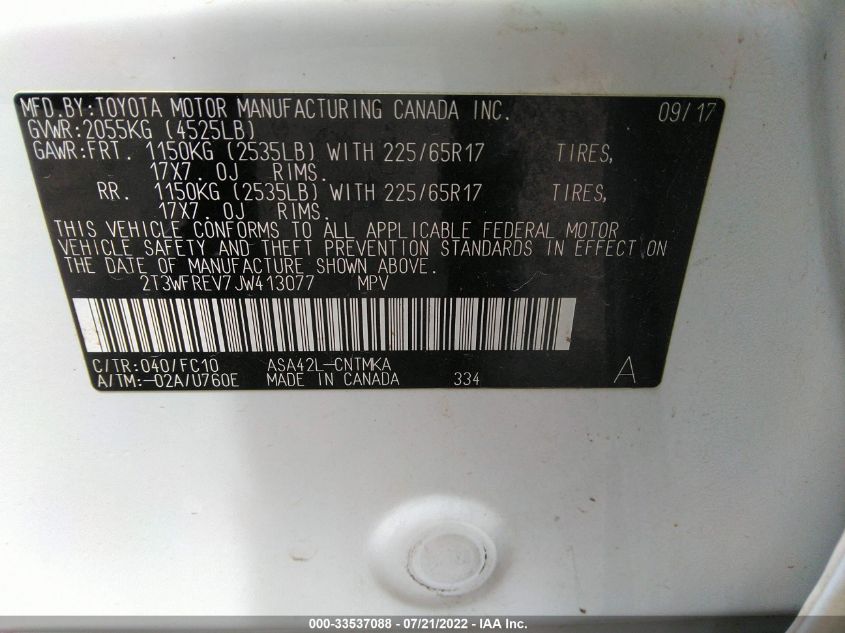 MFD.BY:TOYOTA MOTOR MANUFACTURING CANADA INC. 09/17
GVWR:2055KG (4525LB)
GAWR:FRT. 1150KG (2535LB) WITH 225/65R17 TIRES,
17X7.0J RIMS.
RR. 1150KG (2535LB) WITH 225/65R17 TIRES,
17X7.0J RIMS.
THIS VEHICLE CONFORMS TO ALL APPLICABLE FEDERAL MOTOR
VEHICLE SAFETY AND THEFT PREVENTION STANDARDS IN EFFECT ON
THE DATE OF MANUFACTURE SHOWN ABOVE.
2T3WFREV7JW413077 MPV
C/TR:040/FC10 ASA42L-CNTMKA
A/TM:-02A/U760E MADE IN CANADA 334 A
000-33537088 - 07/21/2022 - IAA Inc.